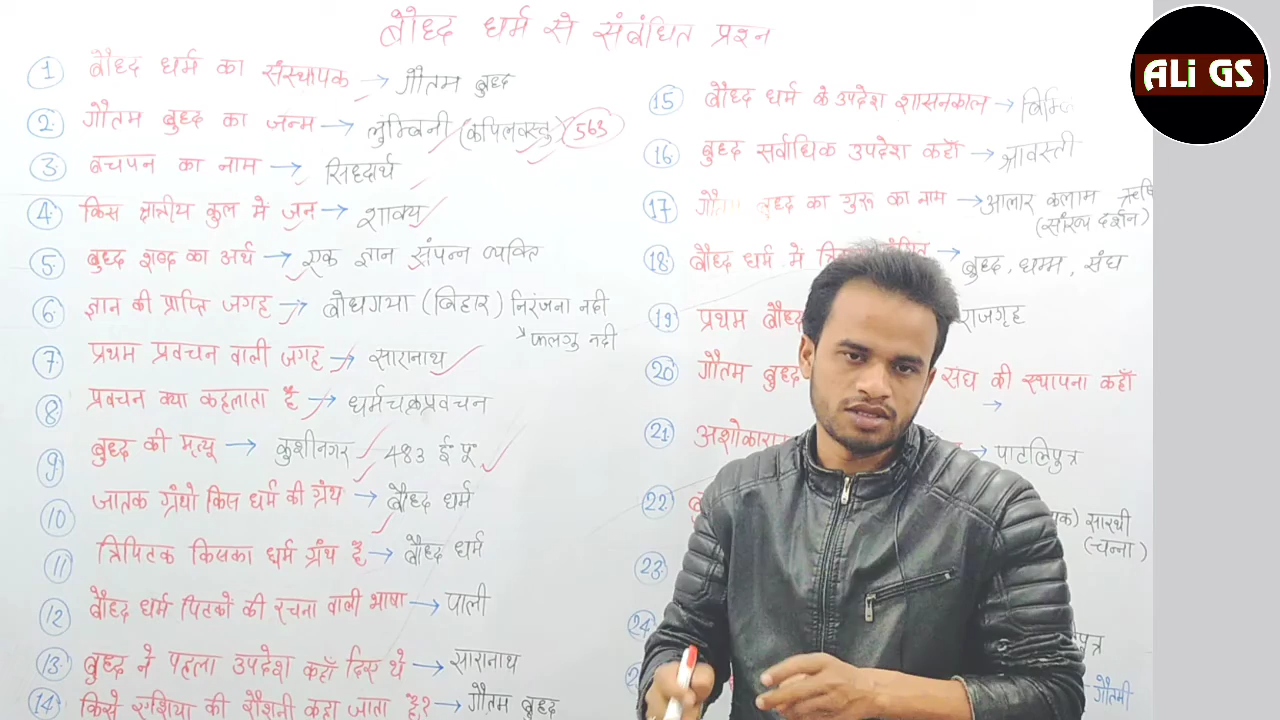 बौध्द धर्म से संबंधित प्रश्न
ALi GS
① बौध्द धर्म का संस्थापक → गौतम बुध्द
② गौतम बुध्द का जन्म → लुम्बिनी (कपिलवस्तु) 563
③ बचपन का नाम → सिध्दार्थ
④ किस क्षत्रीय कुल मे जन → शाक्य
⑤ बुध्द शब्द का अर्थ → एक ज्ञान संपन्न व्यक्ति
⑥ ज्ञान की प्राप्ति जगह → बोधगया (बिहार) निरंजना नदी
→ फलगु नदी
⑦ प्रथम प्रवचन वाली जगह → सारानाथ
⑧ प्रवचन क्या कहलाता है → धर्मचक्रप्रवचन
⑨ बुध्द की मृत्यू → कुशीनगर 483 ई पू
⑩ जातक ग्रंथो किस धर्म की ग्रंथ → बौध्द धर्म
⑪ त्रिपिटक किसका धर्म ग्रंथ है → बौध्द धर्म
⑫ बौध्द धर्म पिटको की रचना वाली भाषा → पाली
⑬ बुध्द ने पहला उपदेश कहाँ दिए थे → सारानाथ
⑭ किसे एशिया की रौशनी कहा जाता है? → गौतम बुध्द
⑮ बौध्द धर्म के उपदेश शासनकाल → बिम्बि
⑯ बुध्द सर्वाधिक उपदेश कहाँ → श्रावस्ती
⑰ गौतम बुध्द का गुरू का नाम → आलार कलाम ऋषि
(सांख्य दर्शन)
⑱ बौध्द धर्म में → बुध्द, धम्म, संघ
⑲ प्रथम बौध्द राजगृह
⑳ गौतम बुध्द संघ की स्थापना कहाँ
→
㉑ अशोकाराम → पाटलिपुत्र
㉒ सारथी
(चन्ना)
㉓
㉔ पुत्र
गौतमी